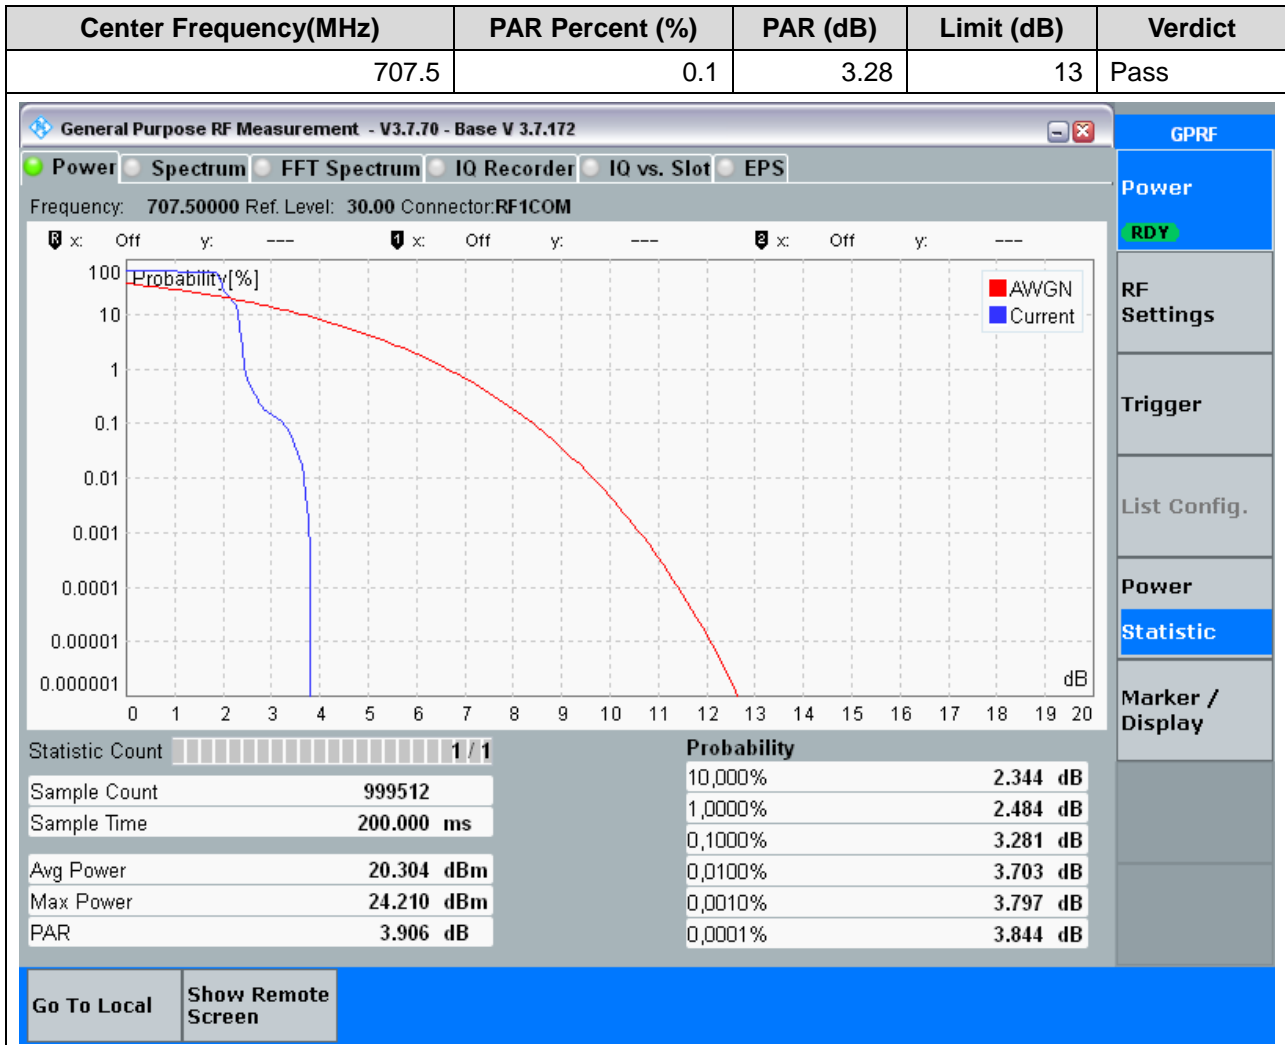 Center Frequency(MHz) PAR Percent (%) PAR (dB) Limit (dB) Verdict
707.5 0.1 3.28 13 Pass
General Purpose RF Measurement - V3.7.70 - Base V 3.7.172
GPRF
Power Spectrum FFT Spectrum IQ Recorder IQ vs. Slot EPS
Power
RDY
Frequency: 707.50000 Ref. Level: 30.00 Connector:RF1COM
R x: Off y: --- 1 x: Off y: --- 2 x: Off y: ---
Probability[%]
AWGN
Current
100
10
1
0.1
0.01
0.001
0.0001
0.00001
0.000001
dB
0 1 2 3 4 5 6 7 8 9 10 11 12 13 14 15 16 17 18 19 20
RF
Settings
Trigger
List Config.
Power
Statistic
Marker /
Display
Statistic Count 1 / 1
Sample Count 999512
Sample Time 200.000 ms
Avg Power 20.304 dBm
Max Power 24.210 dBm
PAR 3.906 dB
Probability
10,000% 2.344 dB
1,0000% 2.484 dB
0,1000% 3.281 dB
0,0100% 3.703 dB
0,0010% 3.797 dB
0,0001% 3.844 dB
Go To Local
Show Remote
Screen